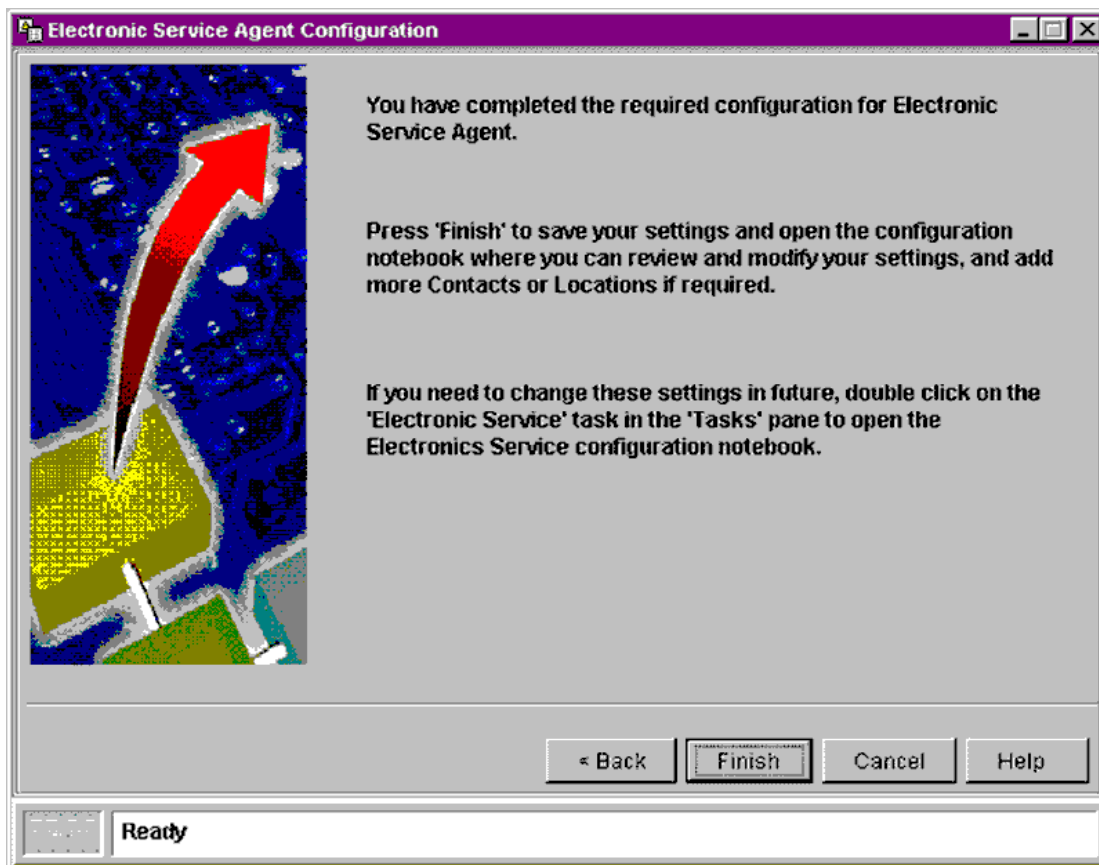 Electronic Service Agent Configuration
You have completed the required configuration for Electronic
Service Agent.
Press 'Finish' to save your settings and open the configuration
notebook where you can review and modify your settings, and add
more Contacts or Locations if required.
If you need to change these settings in future, double click on the
'Electronic Service' task in the 'Tasks' pane to open the
Electronics Service configuration notebook.
« Back Finish Cancel Help
Ready